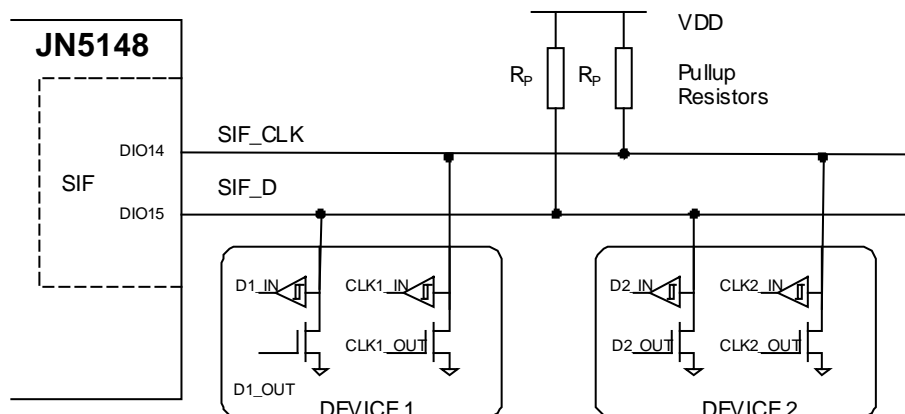 JN5148
VDD
RP RP
Pullup
Resistors
SIF_CLK
DIO14
SIF
SIF_D
DIO15
D1_IN CLK1_IN D2_IN CLK2_IN
CLK1_OUT D2_OUT CLK2_OUT
D1_OUT
DEVICE 1 DEVICE 2